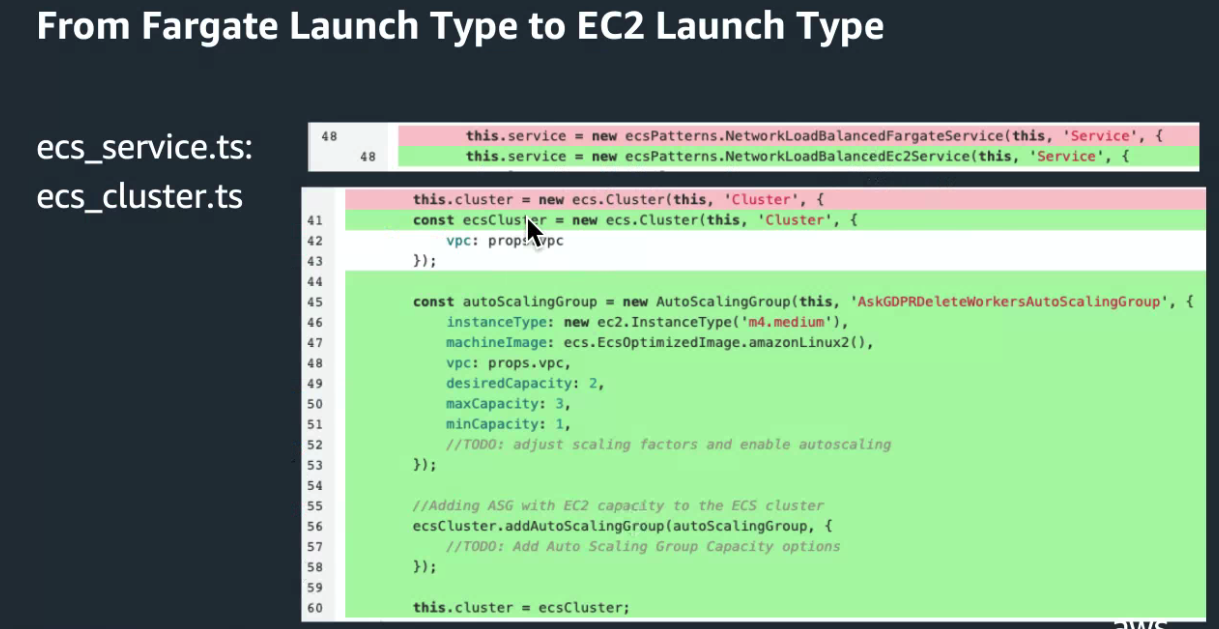 From Fargate Launch Type to EC2 Launch Type
ecs_service.ts:
48 this.service = new ecsPatterns.NetworkLoadBalancedFargateService(this, 'Service', {
48 this.service = new ecsPatterns.NetworkLoadBalancedEc2Service(this, 'Service', {
ecs_cluster.ts
this.cluster = new ecs.Cluster(this, 'Cluster', {
41 const ecsCluster = new ecs.Cluster(this, 'Cluster', {
42 vpc: props.vpc
43 });
44
45 const autoScalingGroup = new AutoScalingGroup(this, 'AskGDPRDeleteWorkersAutoScalingGroup', {
46 instanceType: new ec2.InstanceType('m4.medium'),
47 machineImage: ecs.EcsOptimizedImage.amazonLinux2(),
48 vpc: props.vpc,
49 desiredCapacity: 2,
50 maxCapacity: 3,
51 minCapacity: 1,
52 //TODO: adjust scaling factors and enable autoscaling
53 });
54
55 //Adding ASG with EC2 capacity to the ECS cluster
56 ecsCluster.addAutoScalingGroup(autoScalingGroup, {
57 //TODO: Add Auto Scaling Group Capacity options
58 });
59
60 this.cluster = ecsCluster;
aws